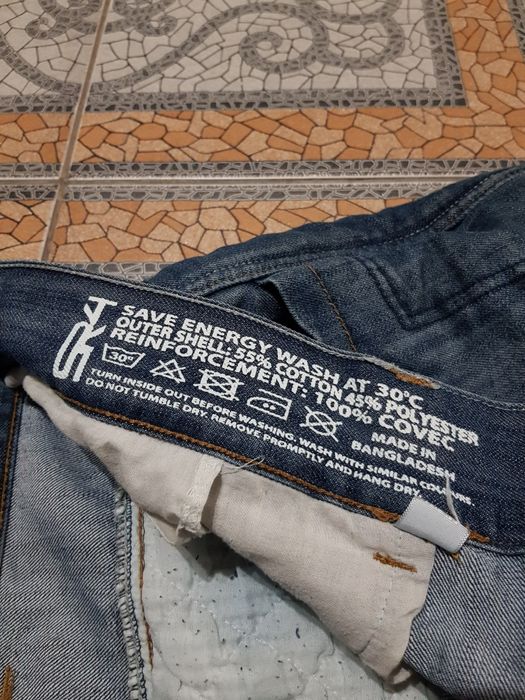 SAVE ENERGY WASH AT 30°C
OUTER SHELL: 55% COTTON 45% POLYESTER
REINFORCEMENT: 100% COVEC
30°
MADE IN
BANGLADESH
TURN INSIDE OUT BEFORE WASHING. WASH WITH SIMILAR COLOURS.
DO NOT TUMBLE DRY. REMOVE PROMPTLY AND HANG DRY.